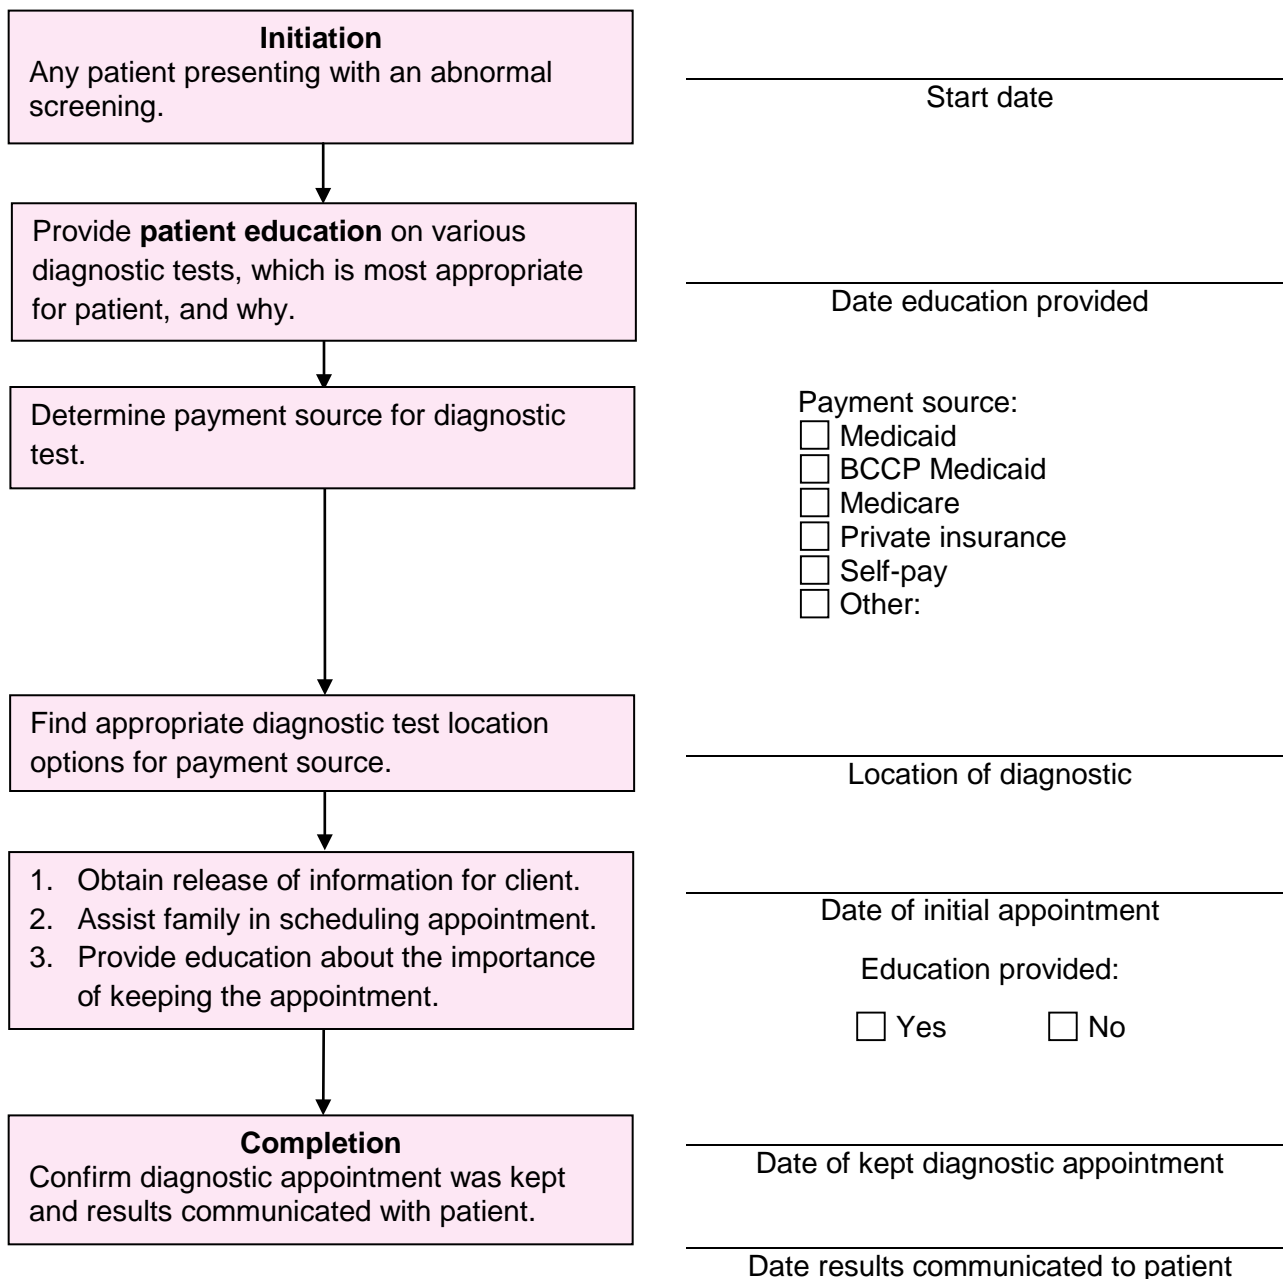 Initiation
Any patient presenting with an abnormal
screening.
Start date
Provide patient education on various
diagnostic tests, which is most appropriate
for patient, and why.
Date education provided
Determine payment source for diagnostic
test.
Payment source:
Medicaid
BCCP Medicaid
Medicare
Private insurance
Self-pay
Other:
Find appropriate diagnostic test location
options for payment source.
Location of diagnostic
1. Obtain release of information for client.
2. Assist family in scheduling appointment.
3. Provide education about the importance
of keeping the appointment.
Date of initial appointment
Education provided:
Yes No
Completion
Confirm diagnostic appointment was kept
and results communicated with patient.
Date of kept diagnostic appointment
Date results communicated to patient